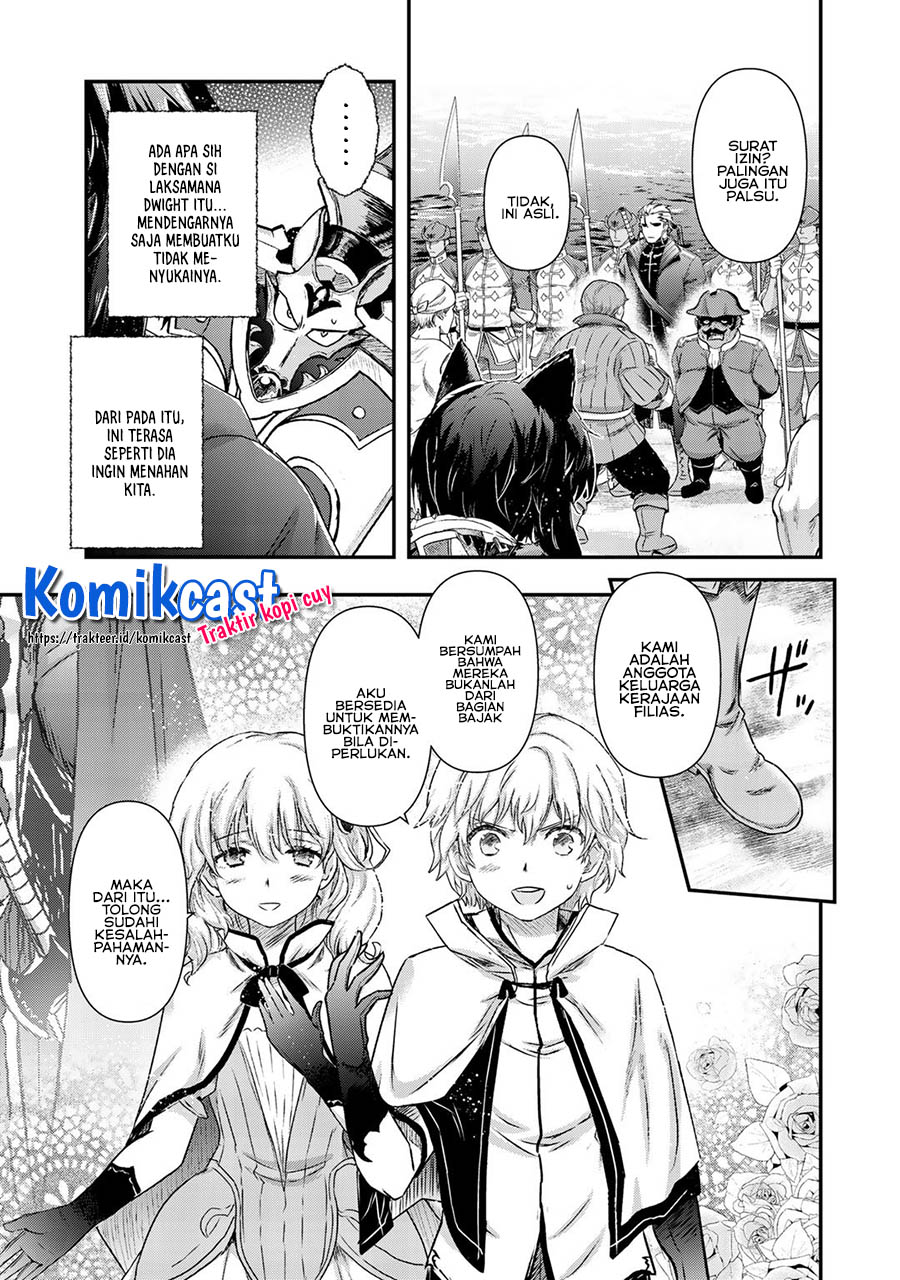 SURAT
IZIN?
PALINGAN
JUGA ITU
PALSU.
TIDAK,
INI ASLI.
......
ADA APA SIH
DENGAN SI
LAKSAMANA
DWIGHT ITU...
MENDENGARNYA
SAJA MEMBUATKU
TIDAK ME-
NYUKAINYA.
DARI PADA ITU,
INI TERASA
SEPERTI DIA
INGIN MENAHAN
KITA.
Komikcast
Traktir kopi cuy
https://trakteer.id/komikcast
ザッ
KAMI
ADALAH
ANGGOTA
KELUARGA
KERAJAAN
FILIAS.
KAMI
BERSUMPAH
BAHWA
MEREKA
BUKANLAH
DARI
BAGIAN
BAJAK
AKU
BERSEDIA
UNTUK MEM-
BUKTIKANNYA
BILA DI-
PERLUKAN.
MAKA
DARI ITU...
TOLONG
SUDAHI
KESALAH-
PAHAMAN-
NYA.